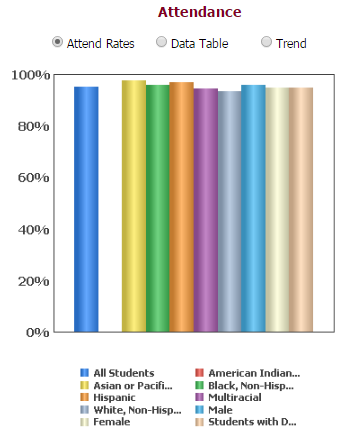 Attendance
Attend Rates Data Table Trend
100%
80%
60%
40%
20%
0%
All Students American Indian...
Asian or Pacifi... Black, Non-Hisp...
Hispanic Multiracial
White, Non-Hisp... Male
Female Students with D...